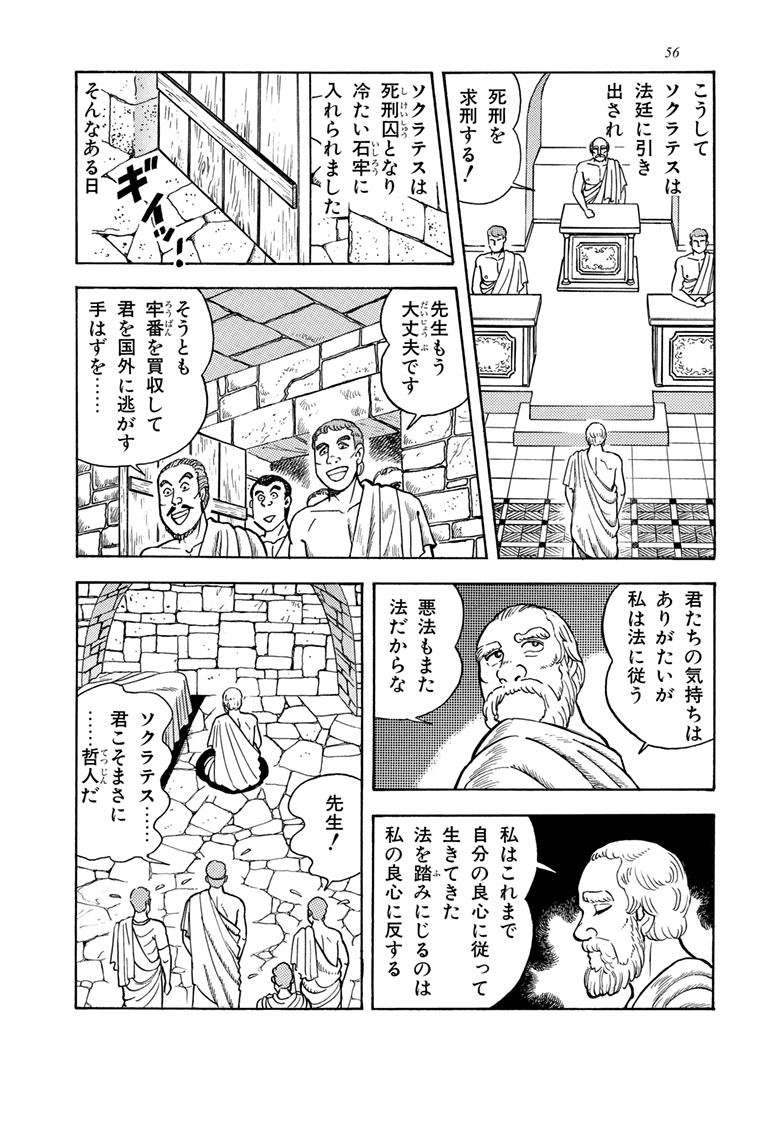 56
こうして
ソクラテスは
法廷に引き
出され
死刑を
求刑する!
ソクラテスは
死刑囚となり
冷たい石牢に
入れられました
ギイッ!
そんなある日
先生もう
大丈夫です
そうとも
牢番を買収して
君を国外に逃がす
手はずを……
君たちの気持ちは
ありがたいが
私は法に従う
悪法もまた
法だからな
私はこれまで
自分の良心に従って
生きてきた
法を踏みにじるのは
私の良心に反する
先生!
ソクラテス……
君こそまさに
……哲人だ